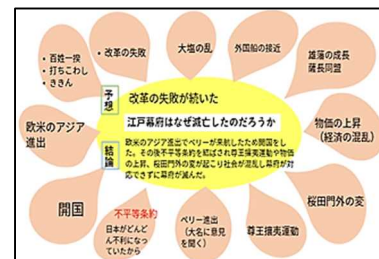 ・百姓一揆
・打ちこわし
・ききん
・改革の失敗
大塩の乱
外国船の接近
雄藩の成長
薩長同盟
欧米のアジア
進出
予想
改革の失敗が続いた
江戸幕府はなぜ滅亡したのだろうか
結論
欧米のアジア進出でペリーが来航したため開国をし
た。その後不平等条約を結ばれ尊王攘夷運動や物価
の上昇、桜田門外の変が起こり社会が混乱し幕府が対
応できずに幕府が滅んだ。
物価の上昇
（経済の混乱）
開国
不平等条約
日本がどんど
ん不利になっ
ていたから
ペリー進出
（大名に意見
を聞く）
尊王攘夷運動
桜田門外の変